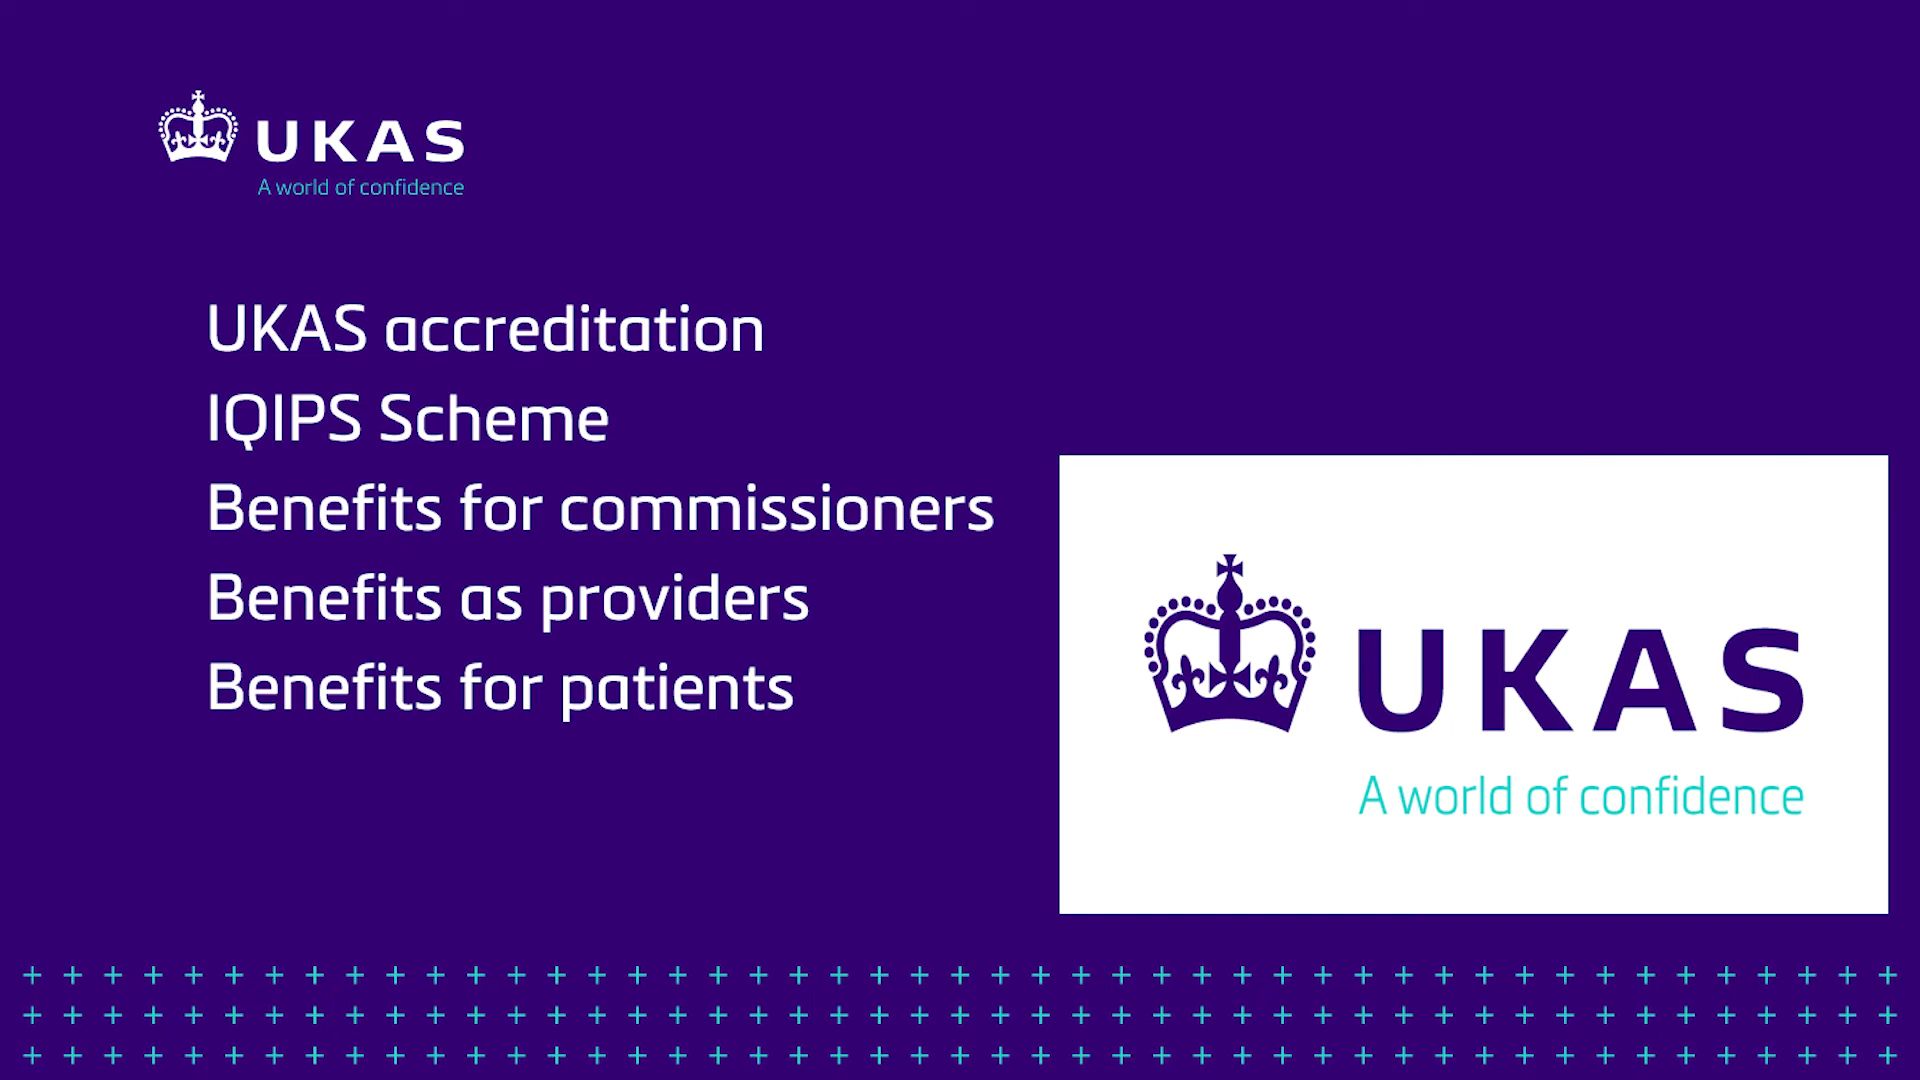 UKAS
A world of confidence
UKAS accreditation
IQIPS Scheme
Benefits for commissioners
Benefits as providers
Benefits for patients
UKAS
A world of confidence